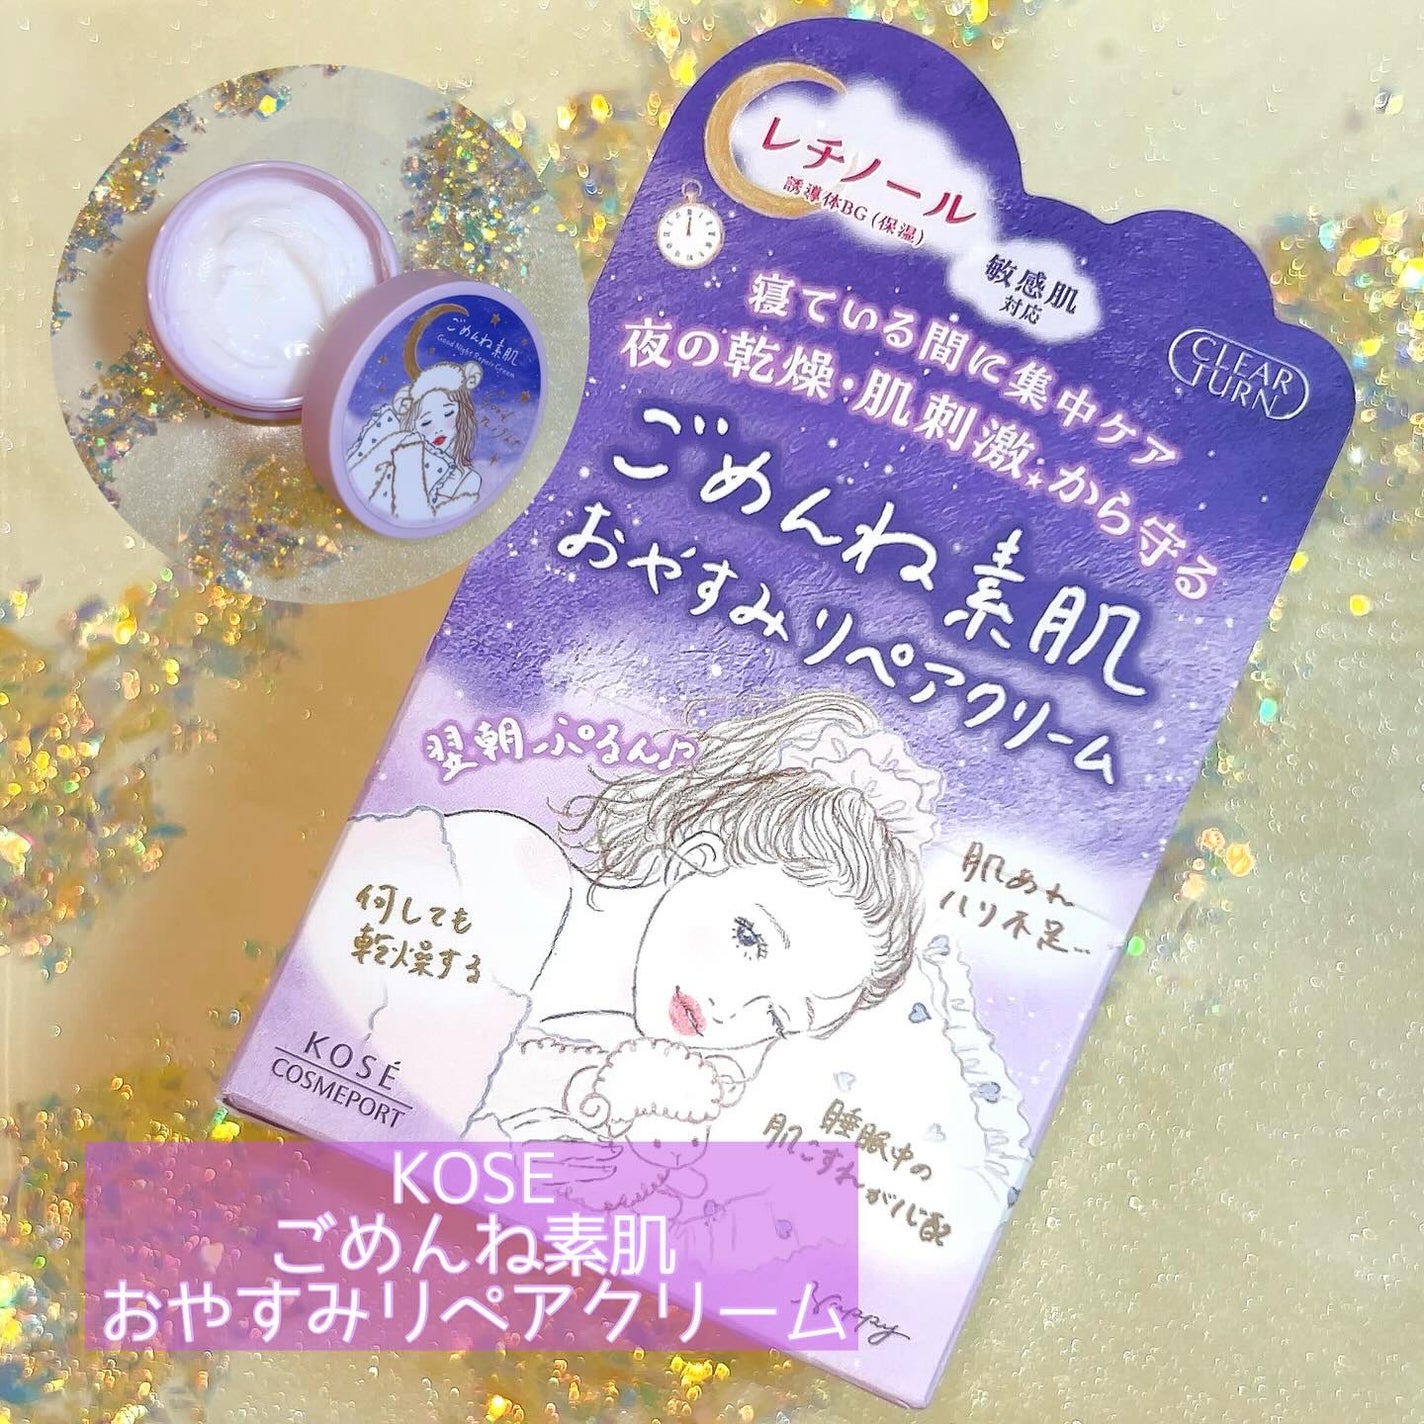 レチノール
誘導体BG(保湿)
敏感肌
対応
CLEAR
TURN
寝ている間に集中ケア
夜の乾燥・肌刺激※から守る
ごめんね素肌
おやすみリペアクリーム
翌朝ぷるん♪
肌あれ
ハリ不足…
何しても
乾燥する
睡眠中の
肌こすれが心配
KOSÉ
COSMEPORT
Nappy
ごめんね素肌
Good Night Repair Cream
KOSE
ごめんね素肌
おやすみリペアクリーム